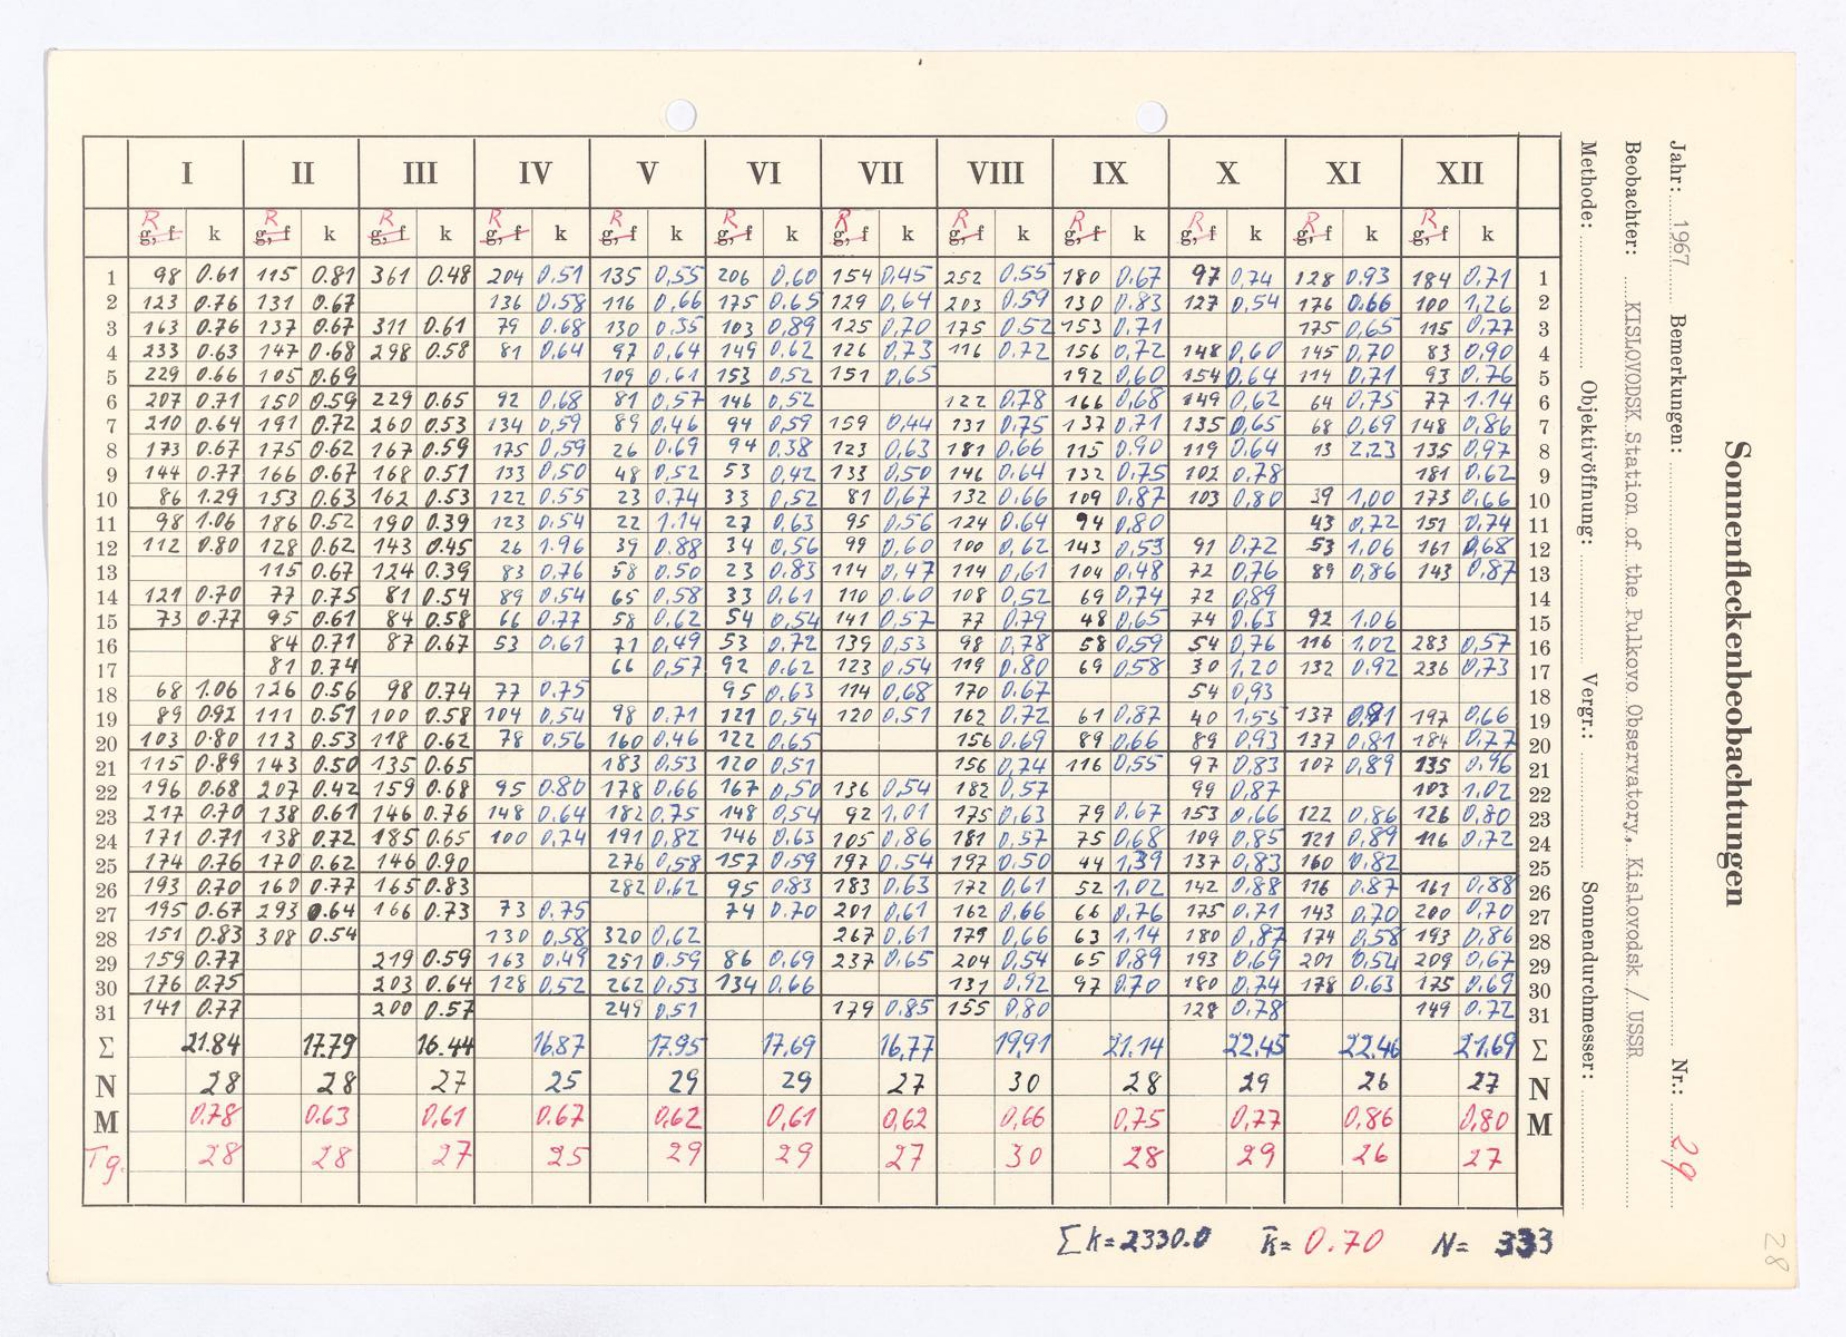 Sonnenfleckenbeobachtungen
Jahr: 1967 Bemerkungen: Nr.: 29
Beobachter: KISLOVODSK Station of the Pulkovo Observatory, Kislovodsk / USSR
Methode: Objektivöffnung: Vergr.: Sonnendurchmesser:
I II III IV V VI VII VIII IX X XI XII
R R R R R R R R R R R R
g, f k g, f k g, f k g, f k g, f k g, f k g, f k g, f k g, f k g, f k g, f k g, f k
1 98 0.61 115 0.81 361 0.48 204 0.51 135 0,55 206 0.60 154 0,45 252 0.55 180 0.67 97 0,74 128 0.93 184 0.71 1
2 123 0.76 131 0.67 136 0.58 116 0,66 175 0.65 129 0,64 203 0.59 130 0.83 127 0,54 176 0.66 100 1,26 2
3 163 0.76 137 0.67 311 0.61 79 0.68 130 0.35 103 0,89 125 0,70 175 0.52 153 0,71 175 0,65 115 0,77 3
4 233 0.63 147 0.68 298 0.58 81 0,64 97 0,64 149 0.62 126 0,73 116 0.72 156 0,72 148 0,60 145 0,70 83 0,90 4
5 229 0.66 105 0.69 109 0.61 153 0,52 151 0,65 192 0,60 154 0,64 114 0,71 93 0.76 5
6 207 0.71 150 0.59 229 0.65 92 0,68 81 0,57 146 0,52 122 0.78 166 0,68 149 0,62 64 0,75 77 1.14 6
7 210 0.64 191 0.72 260 0.53 134 0,59 89 0,46 94 0,59 159 0,44 131 0.75 137 0.71 135 0,65 68 0,69 148 0,86 7
8 173 0.67 175 0.62 167 0.59 175 0,59 26 0.69 94 0.38 123 0,63 181 0.66 115 0.90 119 0.64 13 2.23 135 0,97 8
9 144 0.77 166 0.67 168 0.51 133 0,50 48 0,52 53 0,42 133 0,50 146 0.64 132 0,75 102 0,78 181 0.62 9
10 86 1.29 153 0.63 162 0.53 122 0.55 23 0,74 33 0,52 81 0,67 132 0.66 109 0.87 103 0,80 39 1,00 173 0,66 10
11 98 1.06 186 0.52 190 0.39 123 0.54 22 1.14 27 0,63 95 0,56 124 0.64 94 0,80 43 0,72 151 0,74 11
12 112 0.80 128 0.62 143 0.45 26 1.96 39 0.88 34 0,56 99 0,60 100 0,62 143 0,53 91 0.72 53 1,06 161 0,68 12
13 115 0.67 124 0.39 83 0,76 58 0.50 23 0.83 114 0,47 114 0,61 104 0,48 72 0,76 89 0,86 143 0,87 13
14 121 0.70 77 0.75 81 0.54 89 0.54 65 0,58 33 0.61 110 0.60 108 0,52 69 0,74 72 0,89 14
15 73 0.77 95 0.61 84 0.58 66 0.77 58 0,62 54 0,54 141 0,57 77 0.79 48 0,65 74 0.63 92 1.06 15
16 84 0.71 87 0.67 53 0.61 71 0,49 53 0.72 139 0,53 98 0,78 58 0,59 54 0,76 116 1,02 283 0,57 16
17 81 0.74 66 0,57 92 0.62 123 0,54 119 0.80 69 0,58 30 1,20 132 0.92 236 0,73 17
18 68 1.06 126 0.56 98 0.74 77 0.75 95 0.63 114 0,68 170 0.67 54 0,93 18
19 89 0.92 111 0.51 100 0.58 104 0,54 98 0.71 121 0,54 120 0,51 162 0.72 61 0,87 40 1,55 137 0,81 197 0,66 19
20 103 0.80 113 0.53 118 0.62 78 0,56 160 0.46 122 0.65 156 0.69 89 0,66 89 0,93 137 0,81 184 0,77 20
21 115 0.89 143 0.50 135 0.65 183 0.53 120 0,51 156 0,74 116 0,55 97 0,83 107 0,89 135 0.96 21
22 196 0.68 207 0.42 159 0.68 95 0.80 178 0.66 167 0,50 136 0,54 182 0,57 99 0,87 103 1,02 22
23 217 0.70 138 0.61 146 0.76 148 0,64 182 0.75 148 0,54 92 1,01 175 0,63 79 0.67 153 0,66 122 0,86 126 0,80 23
24 171 0.71 138 0.72 185 0.65 100 0,74 191 0,82 146 0,63 105 0,86 181 0.57 75 0,68 109 0,85 121 0,89 116 0,72 24
25 174 0.76 170 0.62 146 0.90 276 0,58 157 0,59 197 0,54 197 0.50 44 1,39 137 0,83 160 0,82 25
26 193 0.70 160 0.77 165 0.83 282 0,62 95 0,83 183 0,63 172 0,61 52 1,02 142 0,88 116 0.87 161 0,88 26
27 195 0.67 293 0.64 166 0.73 73 0.75 74 0.70 201 0,61 162 0.66 66 0,76 175 0,71 143 0,70 200 0,70 27
28 151 0.83 308 0.54 130 0,58 320 0,62 267 0,61 179 0,66 63 1,14 180 0,87 174 0,58 193 0,86 28
29 159 0.77 219 0.59 163 0,49 251 0.59 86 0,69 237 0,65 204 0,54 65 0,89 193 0,69 201 0,54 209 0,67 29
30 176 0.75 203 0.64 128 0,52 262 0,53 134 0,66 131 0,92 97 0.70 180 0,74 178 0.63 175 0.69 30
31 141 0.77 200 0.57 249 0,51 179 0,85 155 0,80 128 0,78 149 0.72 31
Σ 21.84 17.79 16.44 16,87 17.95 17,69 16,77 19,91 21.14 22.45 22,46 21.69 Σ
N 28 28 27 25 29 29 27 30 28 29 26 27 N
M 0.78 0.63 0,61 0.67 0,62 0,61 0,62 0,66 0,75 0,77 0,86 0,80 M
Tg. 28 28 27 25 29 29 27 30 28 29 26 27
Σk=2330.0 k̄= 0.70 N= 333
28